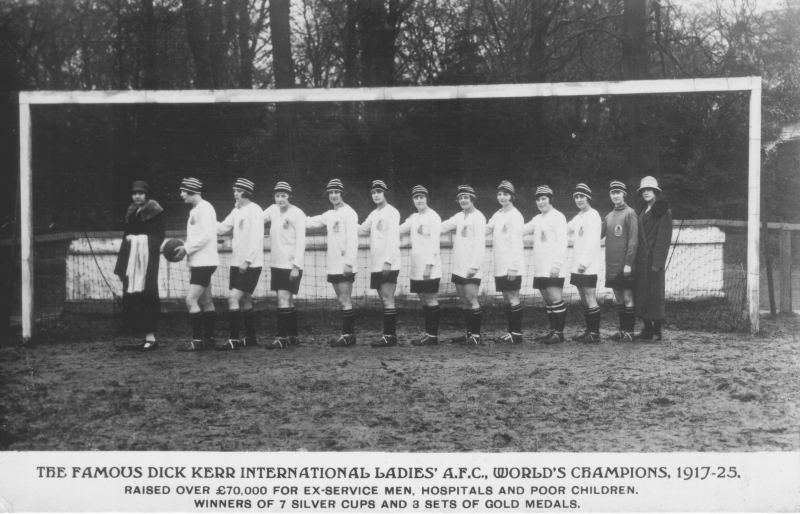 THE FAMOUS DICK KERR INTERNATIONAL LADIES' A.F.C., WORLD'S CHAMPIONS, 1917-25.
RAISED OVER £70,000 FOR EX-SERVICE MEN, HOSPITALS AND POOR CHILDREN.
WINNERS OF 7 SILVER CUPS AND 3 SETS OF GOLD MEDALS.